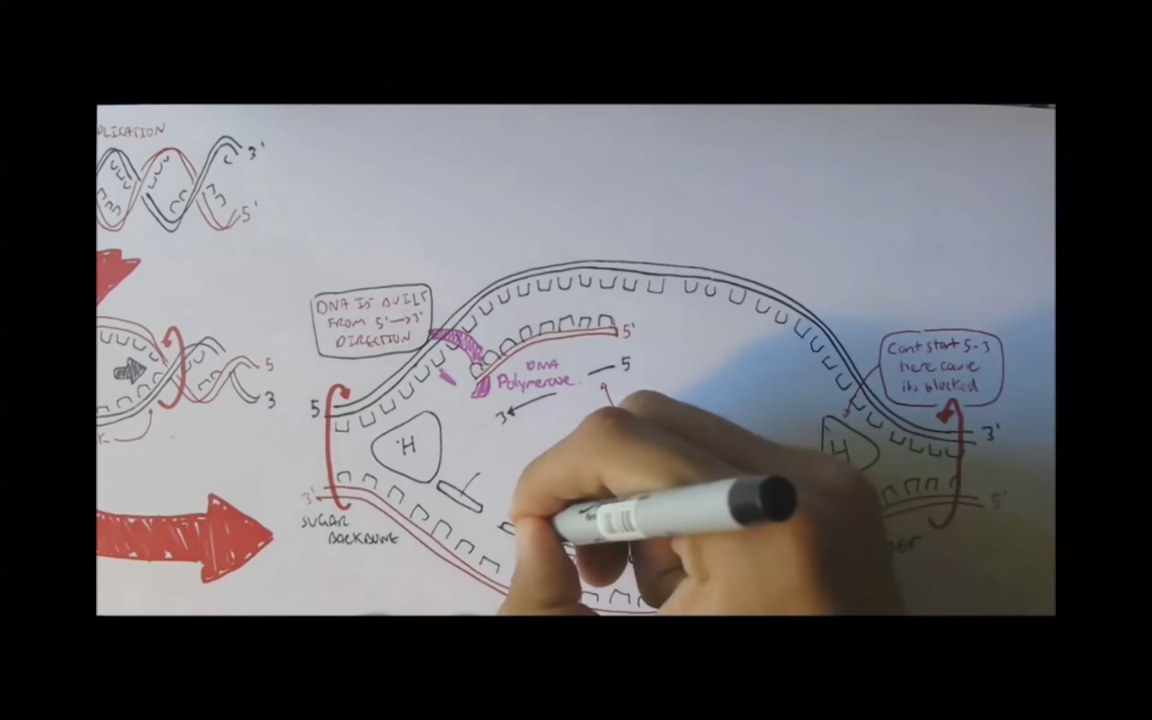 PLICATION
3'
5'
DNA IS BUILT
FROM 5'→3'
DIRECTION
5'
DNA
Polymerase.
5
3
Cant start 5-3
here cause
its blocked
5
3
5
H
H
3'
3'
5'
SUGAR
BACKBONE